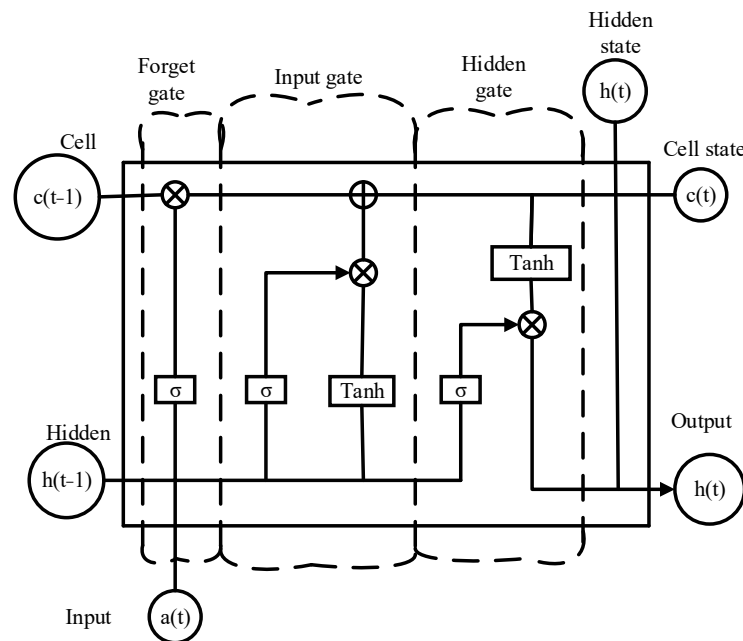 Hidden
state
Forget
gate
Input gate
Hidden
gate
h(t)
Cell
Cell state
c(t-1)
c(t)
Tanh
σ
σ
Tanh
σ
Hidden
Output
h(t-1)
h(t)
Input
a(t)